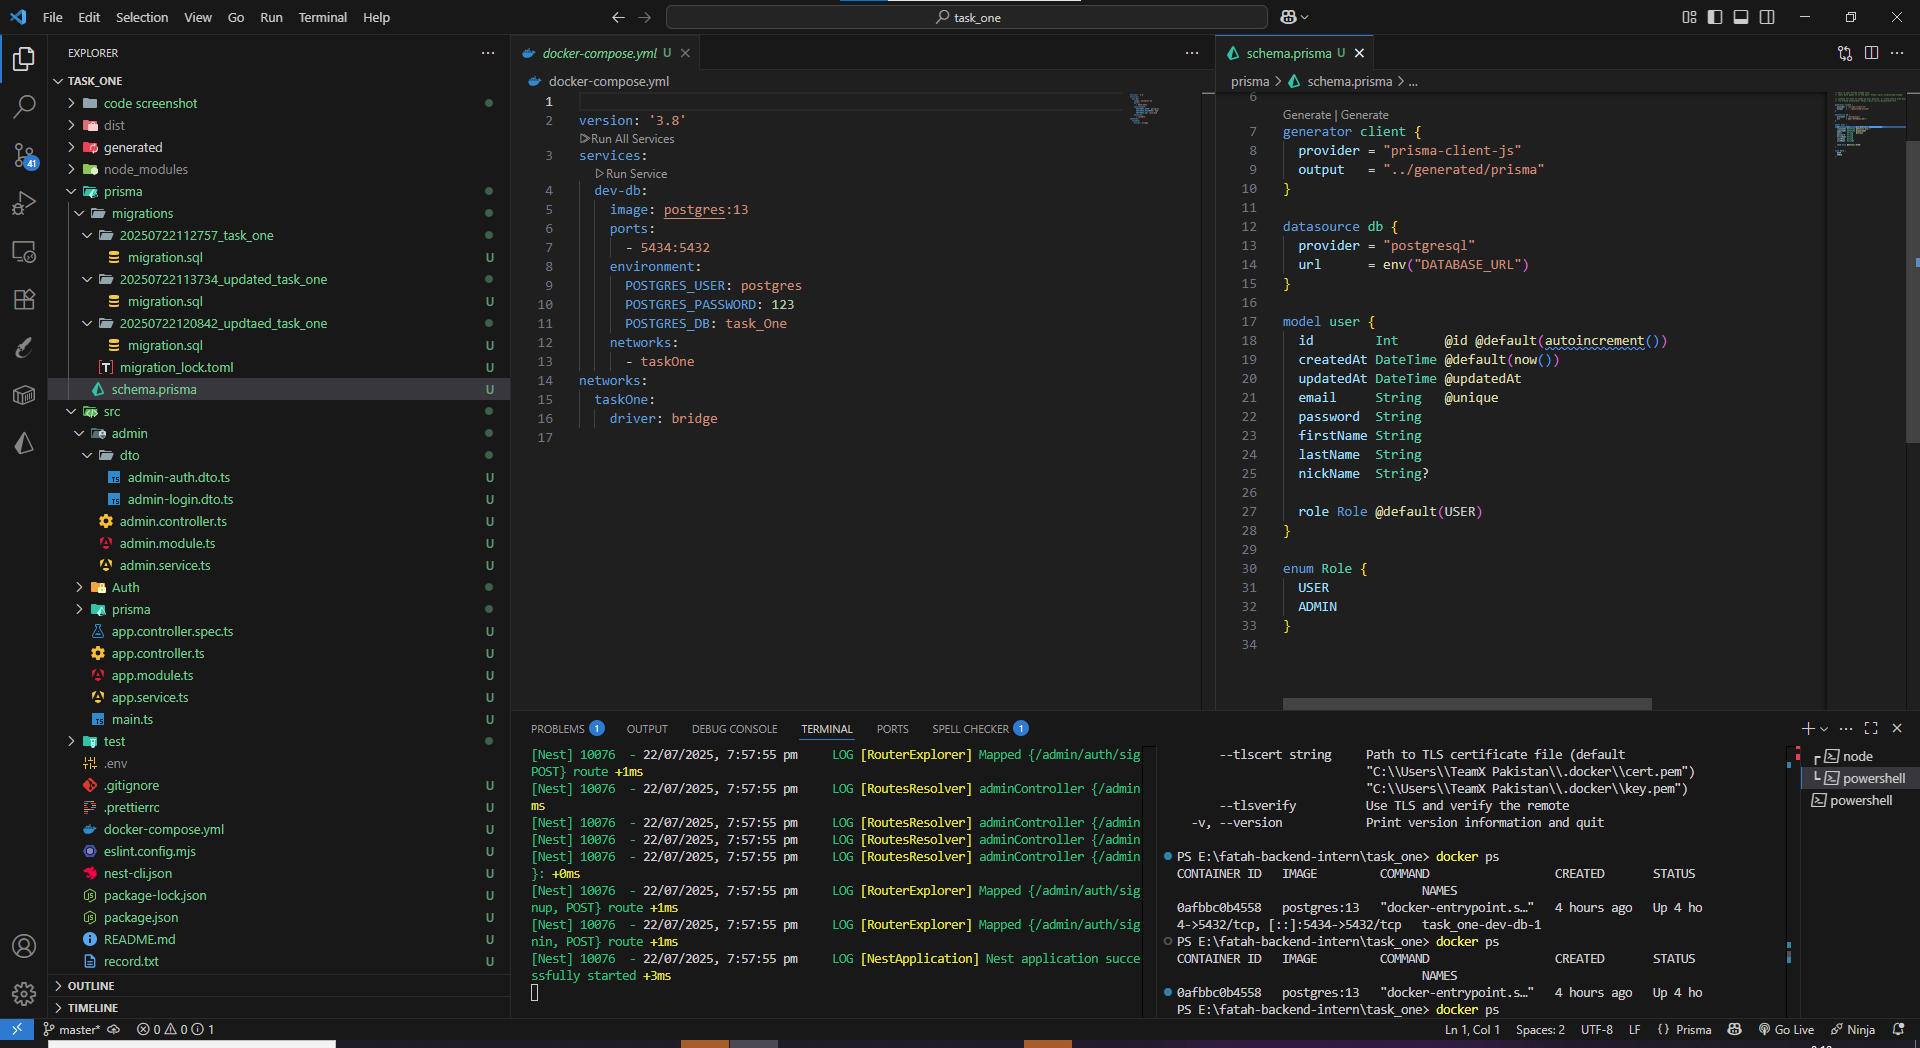 File Edit Selection View Go Run Terminal Help
task_one
EXPLORER
TASK_ONE
code screenshot
dist
generated
node_modules
prisma
migrations
20250722112757_task_one
migration.sql U
20250722113734_updated_task_one
migration.sql U
20250722120842_updtaed_task_one
migration.sql U
migration_lock.toml U
schema.prisma U
src
admin
dto
admin-auth.dto.ts U
admin-login.dto.ts U
admin.controller.ts U
admin.module.ts U
admin.service.ts U
Auth
prisma
app.controller.spec.ts U
app.controller.ts U
app.module.ts U
app.service.ts U
main.ts U
test
.env
.gitignore U
.prettierrc U
docker-compose.yml U
eslint.config.mjs U
nest-cli.json U
package-lock.json U
package.json U
README.md U
record.txt U
OUTLINE
TIMELINE
41
docker-compose.yml U
docker-compose.yml
1
2 version: '3.8'
Run All Services
3 services:
Run Service
4 dev-db:
5 image: postgres:13
6 ports:
7 - 5434:5432
8 environment:
9 POSTGRES_USER: postgres
10 POSTGRES_PASSWORD: 123
11 POSTGRES_DB: task_One
12 networks:
13 - taskOne
14 networks:
15 taskOne:
16 driver: bridge
17
schema.prisma U
prisma > schema.prisma > ...
6
Generate | Generate
7 generator client {
8 provider = "prisma-client-js"
9 output = "../generated/prisma"
10 }
11
12 datasource db {
13 provider = "postgresql"
14 url = env("DATABASE_URL")
15 }
16
17 model user {
18 id Int @id @default(autoincrement())
19 createdAt DateTime @default(now())
20 updatedAt DateTime @updatedAt
21 email String @unique
22 password String
23 firstName String
24 lastName String
25 nickName String?
26
27 role Role @default(USER)
28 }
29
30 enum Role {
31 USER
32 ADMIN
33 }
34
PROBLEMS 1 OUTPUT DEBUG CONSOLE TERMINAL PORTS SPELL CHECKER 1
[Nest] 10076 - 22/07/2025, 7:57:55 pm LOG [RouterExplorer] Mapped {/admin/auth/sig
POST} route +1ms
[Nest] 10076 - 22/07/2025, 7:57:55 pm LOG [RoutesResolver] adminController {/admin
ms
[Nest] 10076 - 22/07/2025, 7:57:55 pm LOG [RoutesResolver] adminController {/admin
[Nest] 10076 - 22/07/2025, 7:57:55 pm LOG [RoutesResolver] adminController {/admin
[Nest] 10076 - 22/07/2025, 7:57:55 pm LOG [RoutesResolver] adminController {/admin
}: +0ms
[Nest] 10076 - 22/07/2025, 7:57:55 pm LOG [RouterExplorer] Mapped {/admin/auth/sig
nup, POST} route +1ms
[Nest] 10076 - 22/07/2025, 7:57:55 pm LOG [RouterExplorer] Mapped {/admin/auth/sig
nin, POST} route +1ms
[Nest] 10076 - 22/07/2025, 7:57:55 pm LOG [NestApplication] Nest application succe
ssfully started +3ms
--tlscert string Path to TLS certificate file (default
"C:\\Users\\TeamX Pakistan\\.docker\\cert.pem")
"C:\\Users\\TeamX Pakistan\\.docker\\key.pem")
--tlsverify Use TLS and verify the remote
-v, --version Print version information and quit
PS E:\fatah-backend-intern\task_one> docker ps
CONTAINER ID IMAGE COMMAND CREATED STATUS
NAMES
0afbbc0b4558 postgres:13 "docker-entrypoint.s…" 4 hours ago Up 4 ho
4->5432/tcp, [::]:5434->5432/tcp task_one-dev-db-1
PS E:\fatah-backend-intern\task_one> docker ps
CONTAINER ID IMAGE COMMAND CREATED STATUS
NAMES
0afbbc0b4558 postgres:13 "docker-entrypoint.s…" 4 hours ago Up 4 ho
PS E:\fatah-backend-intern\task_one> docker ps
node
powershell
powershell
master* 0 0 1 Ln 1, Col 1 Spaces: 2 UTF-8 LF {} Prisma Go Live Ninja